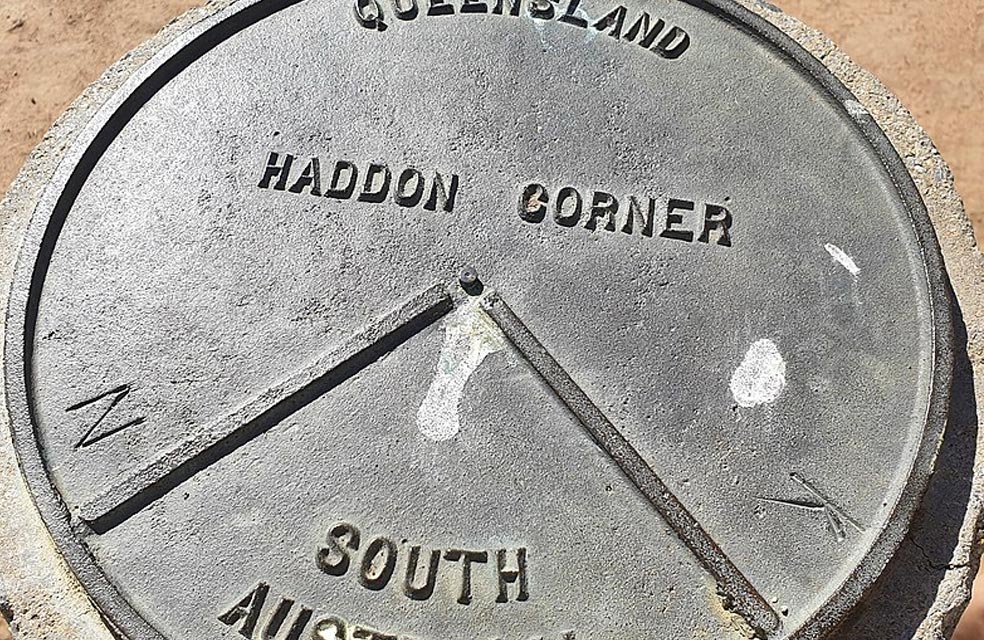 QUEENSLAND
HADDON CORNER
N
SOUTH